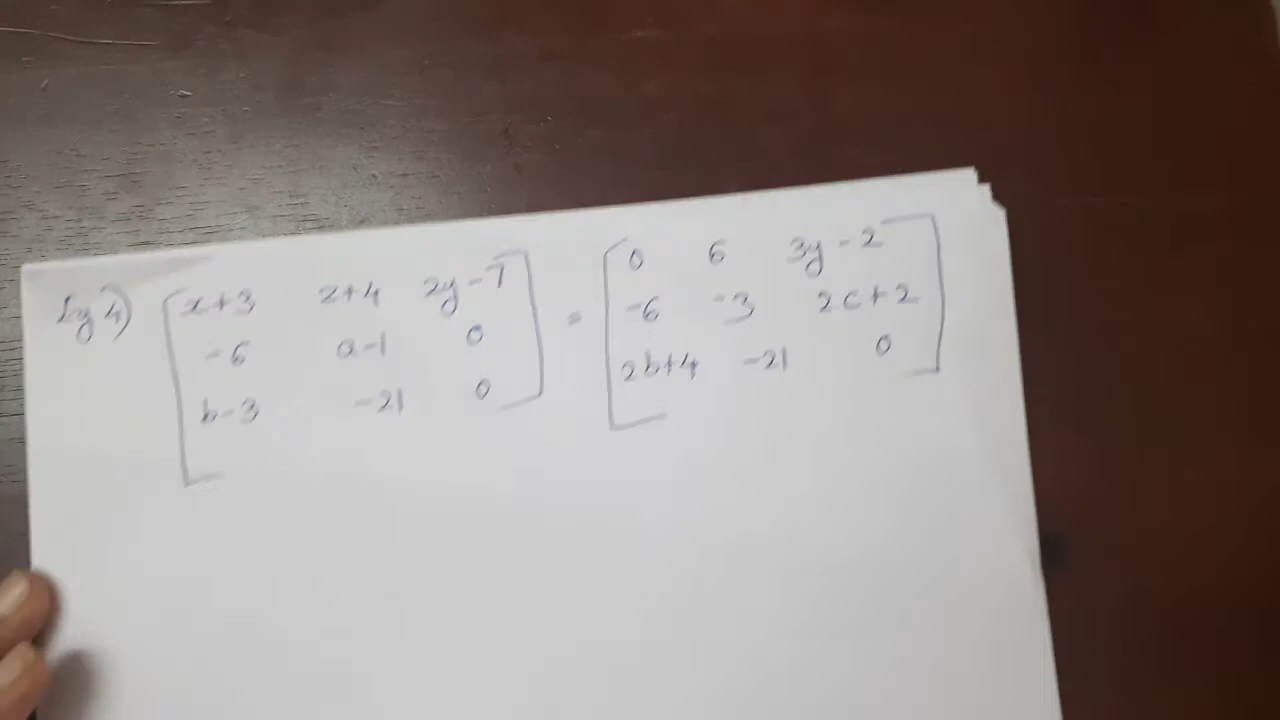 Eg 4) [ x+3 z+4 2y-7 ] = [ 0 6 3y-2 ]
[ -6 a-1 0 ] [ -6 -3 2c+2 ]
[ b-3 -21 0 ] [ 2b+4 -21 0 ]